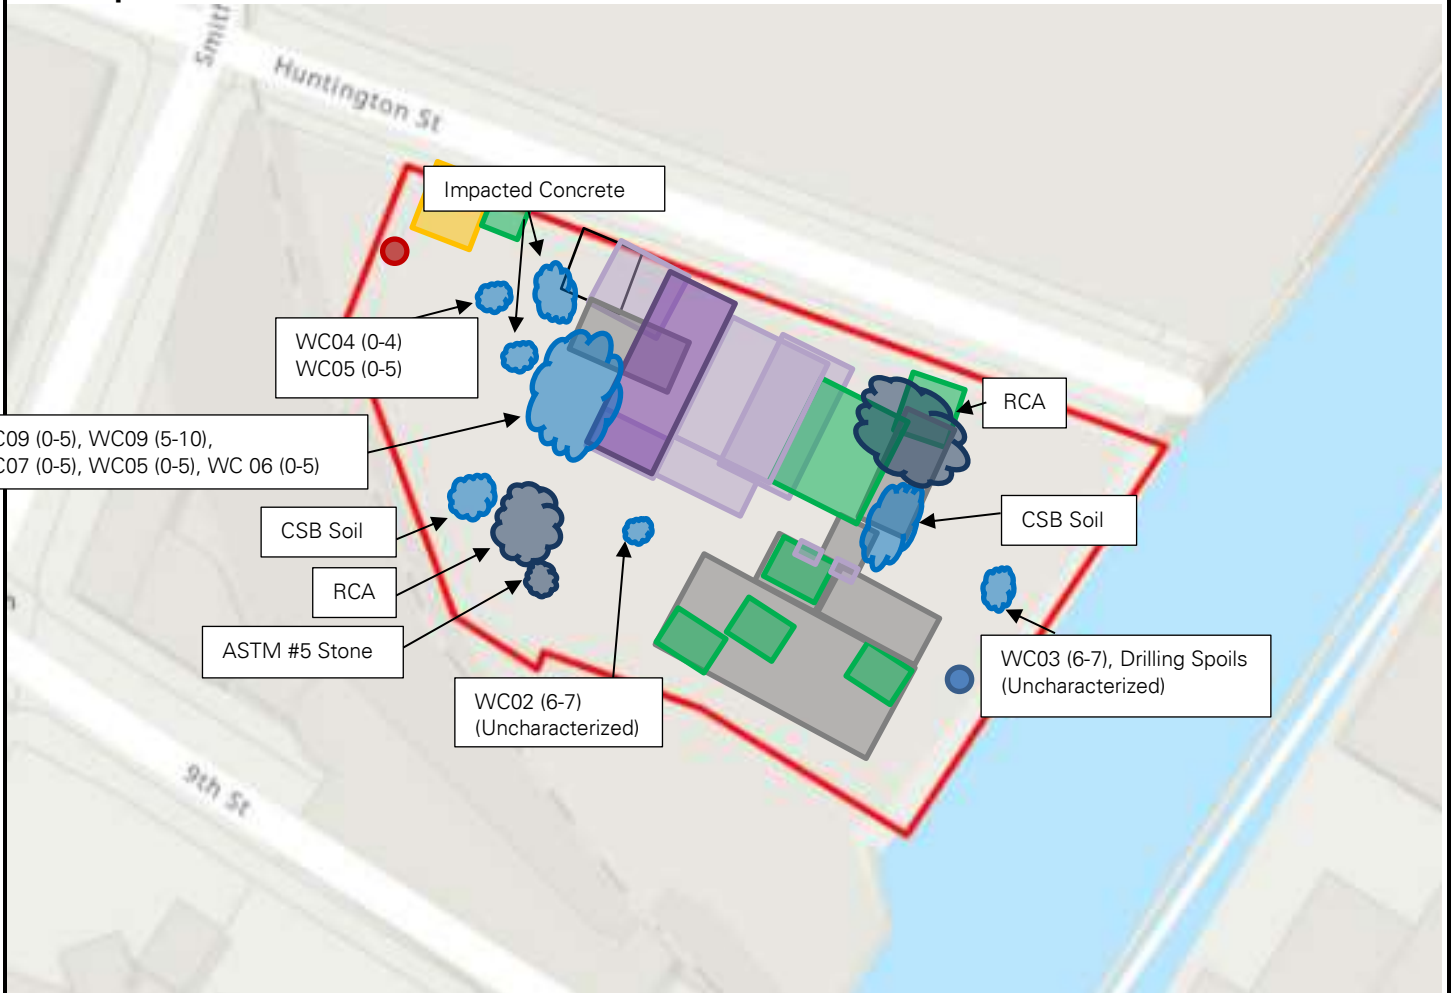 Smith
Huntington St
Impacted Concrete
WC04 (0-4)
WC05 (0-5)
RCA
C09 (0-5), WC09 (5-10),
C07 (0-5), WC05 (0-5), WC 06 (0-5)
CSB Soil
CSB Soil
RCA
ASTM #5 Stone
WC03 (6-7), Drilling Spoils
(Uncharacterized)
WC02 (6-7)
(Uncharacterized)
9th St